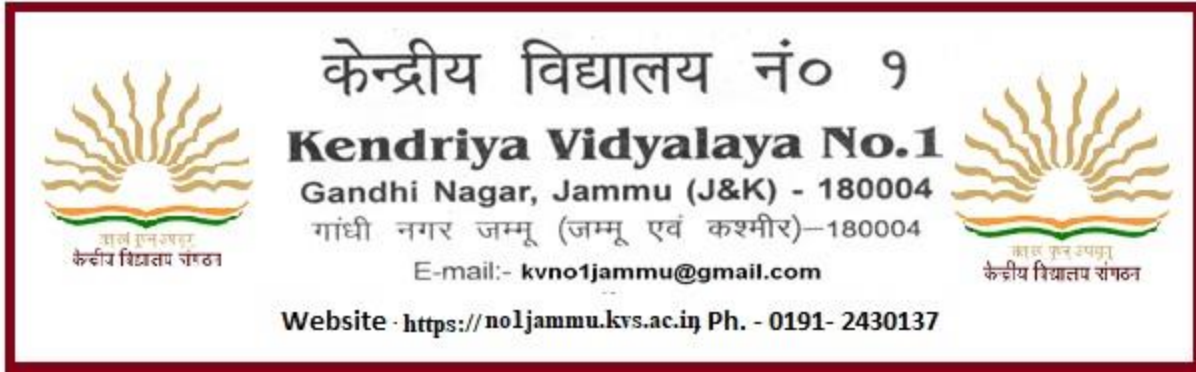 केन्द्रीय विद्यालय नं० १
Kendriya Vidyalaya No.1
Gandhi Nagar, Jammu (J&K) - 180004
गांधी नगर जम्मू (जम्मू एवं कश्मीर)–180004
E-mail:- kvno1jammu@gmail.com
Website - https://no1jammu.kvs.ac.in, Ph. - 0191- 2430137
केन्द्रीय विद्यालय संगठन
केन्द्रीय विद्यालय संगठन